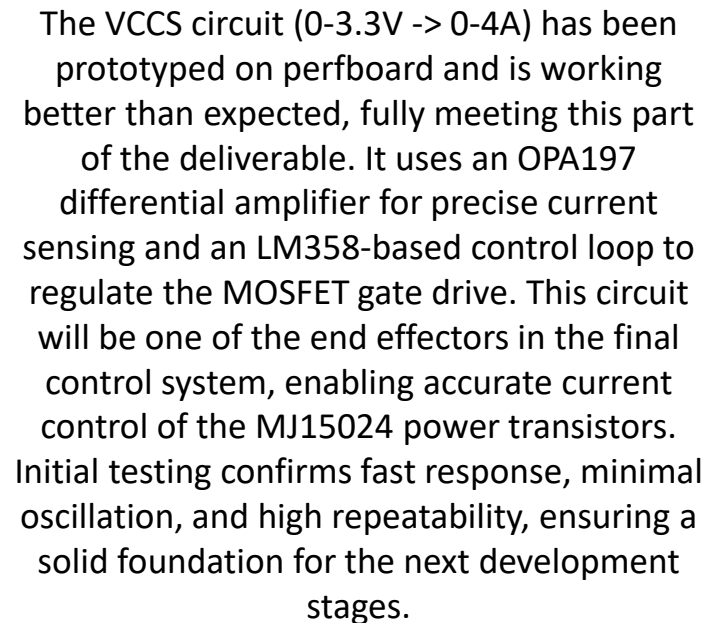 The VCCS circuit (0-3.3V -> 0-4A) has been
prototyped on perfboard and is working
better than expected, fully meeting this part
of the deliverable. It uses an OPA197
differential amplifier for precise current
sensing and an LM358-based control loop to
regulate the MOSFET gate drive. This circuit
will be one of the end effectors in the final
control system, enabling accurate current
control of the MJ15024 power transistors.
Initial testing confirms fast response, minimal
oscillation, and high repeatability, ensuring a
solid foundation for the next development
stages.